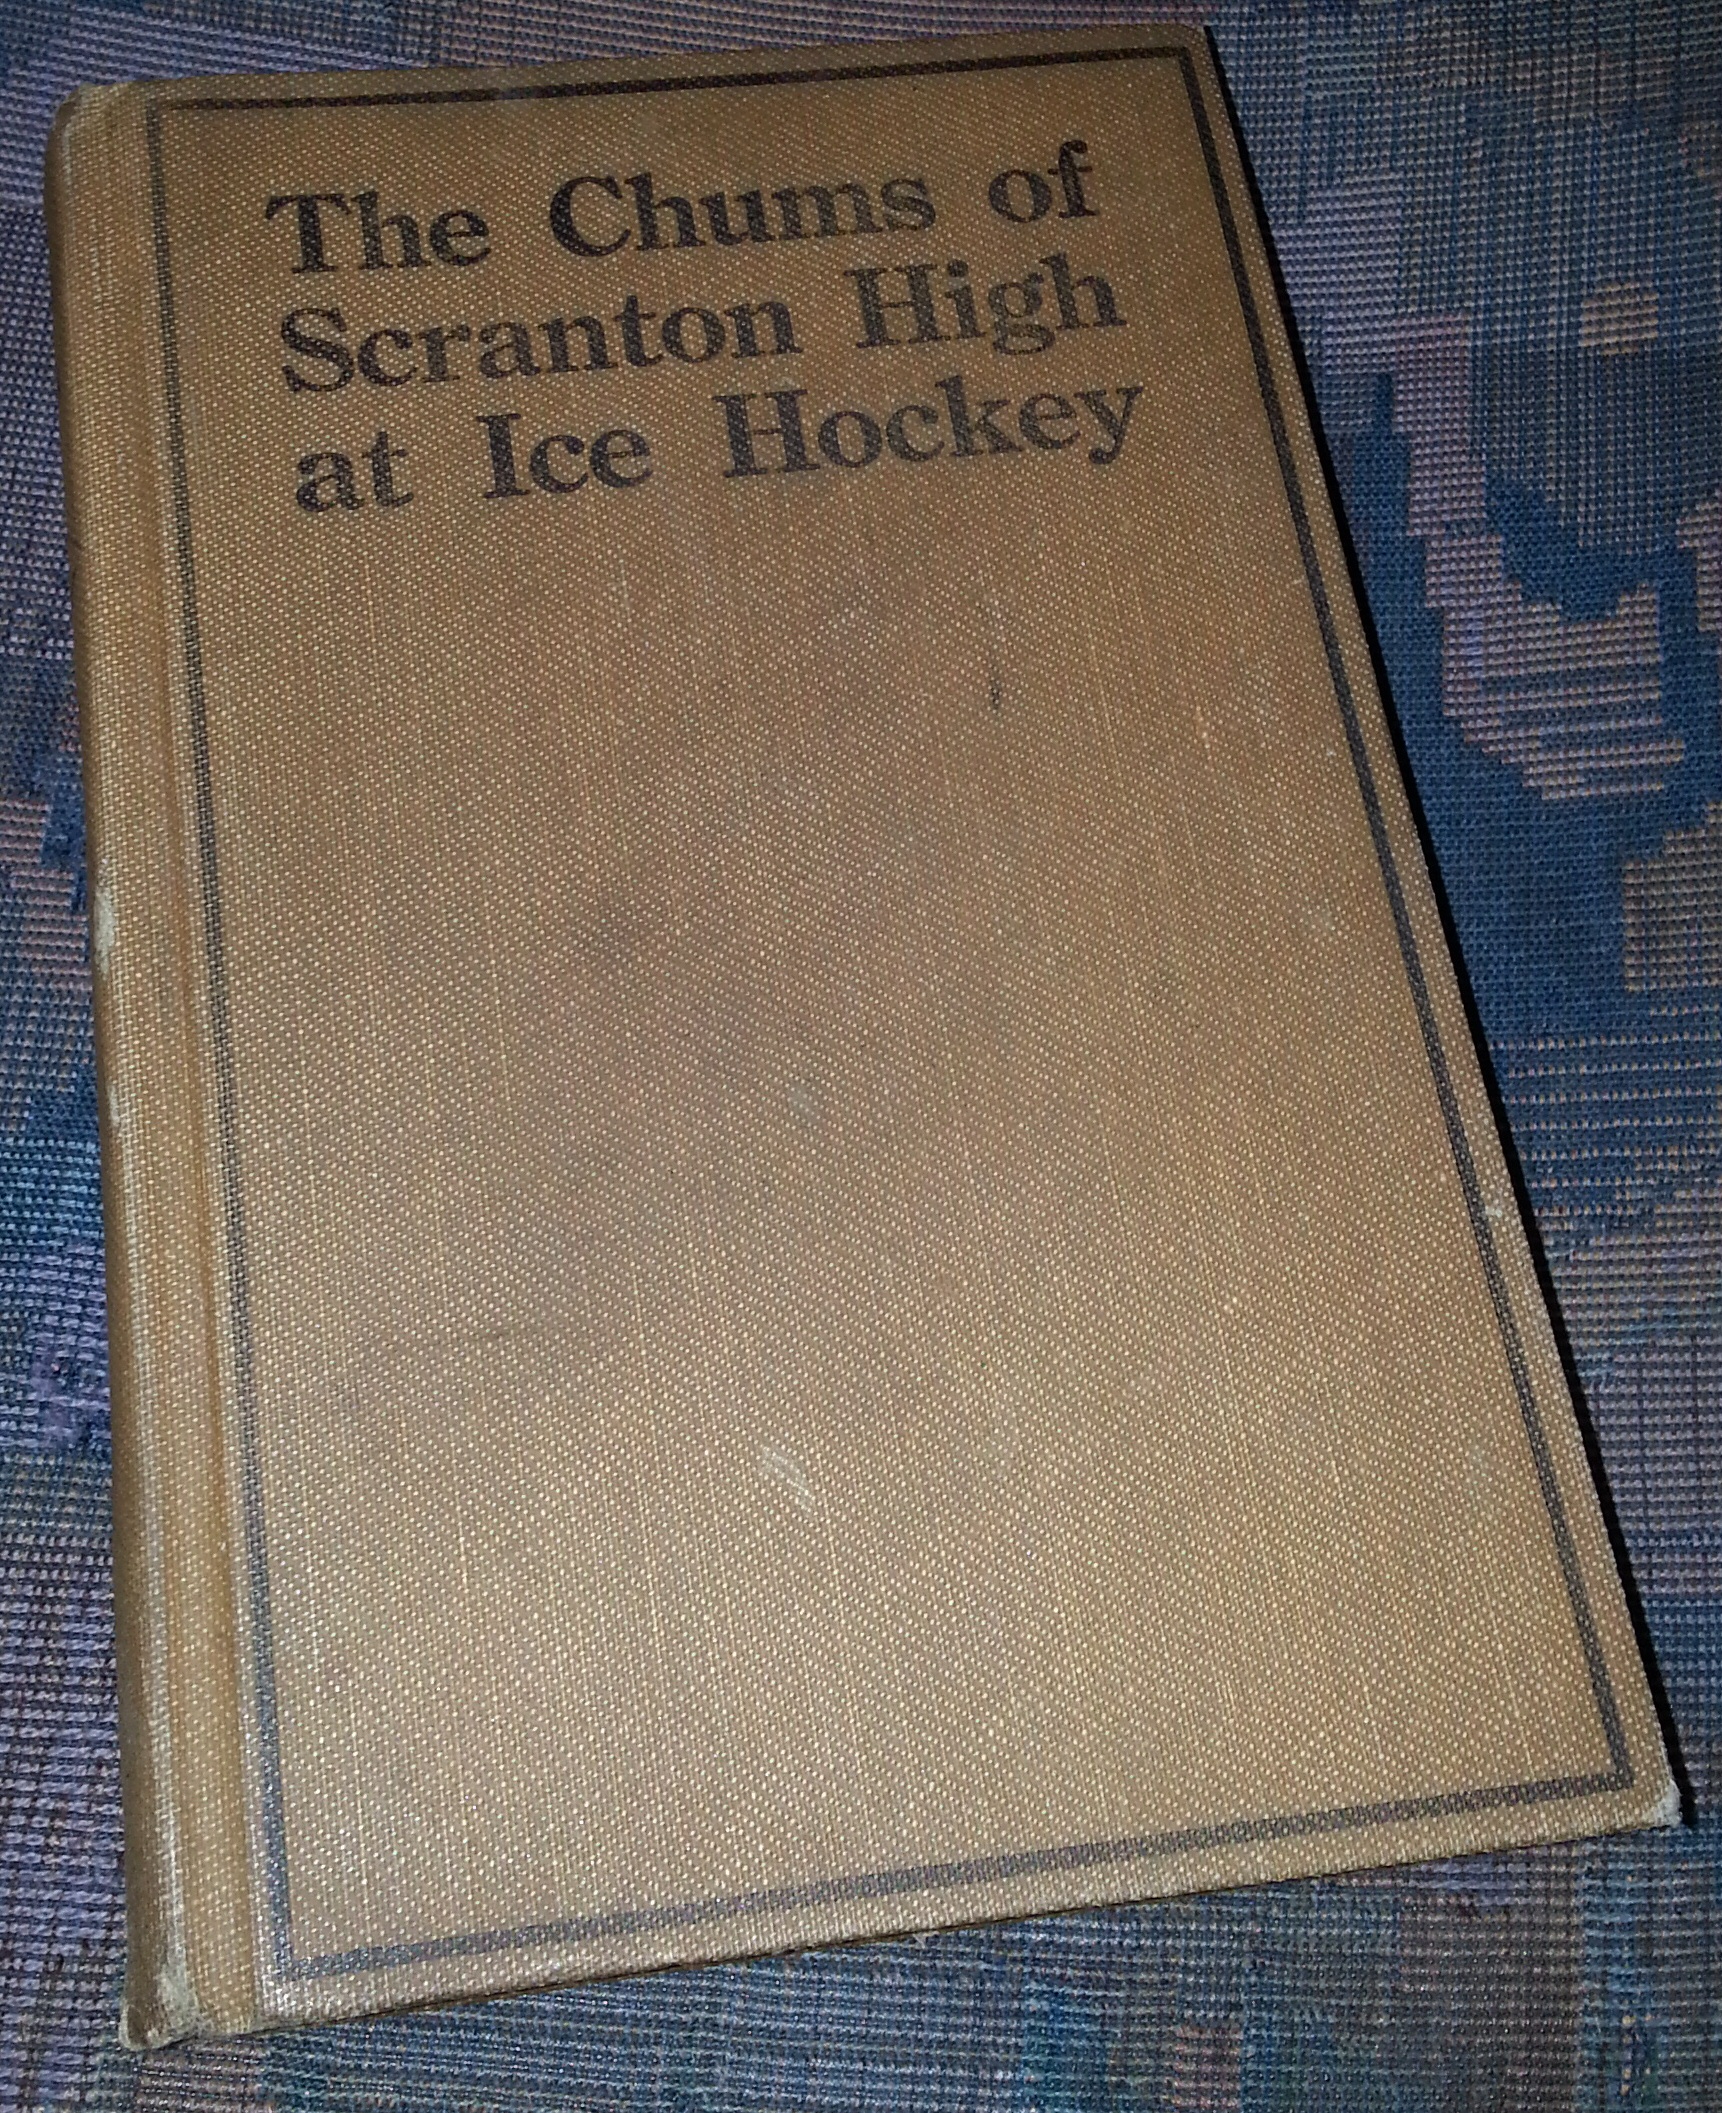 The Chums of
Scranton High
at Ice Hockey